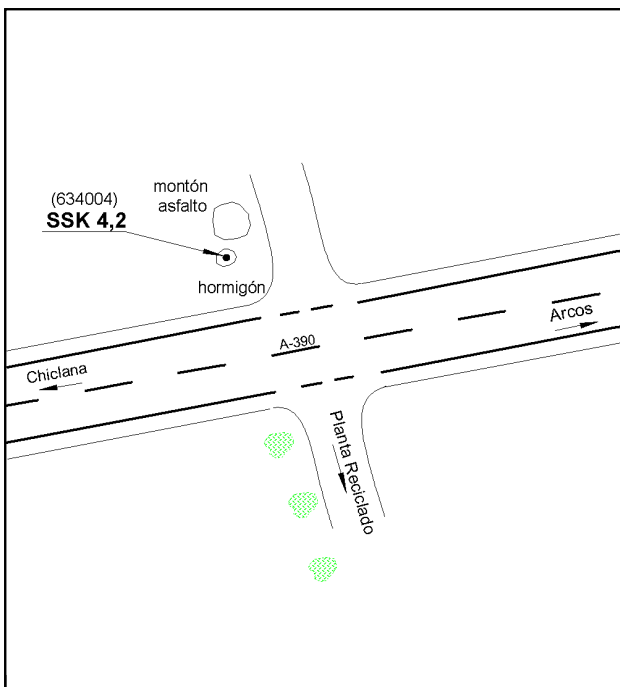 montón
asfalto
(634004)
SSK 4,2
hormigón
Arcos
A-390
Chiclana
Planta Reciclado